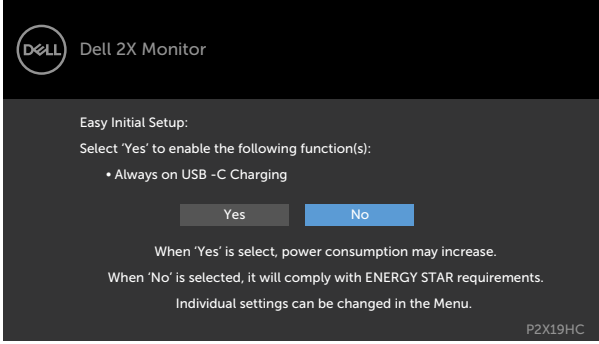 DELL
Dell 2X Monitor
Easy Initial Setup:
Select ‘Yes’ to enable the following function(s):
• Always on USB -C Charging
Yes No
When ‘Yes’ is select, power consumption may increase.
When ‘No’ is selected, it will comply with ENERGY STAR requirements.
Individual settings can be changed in the Menu.
P2X19HC